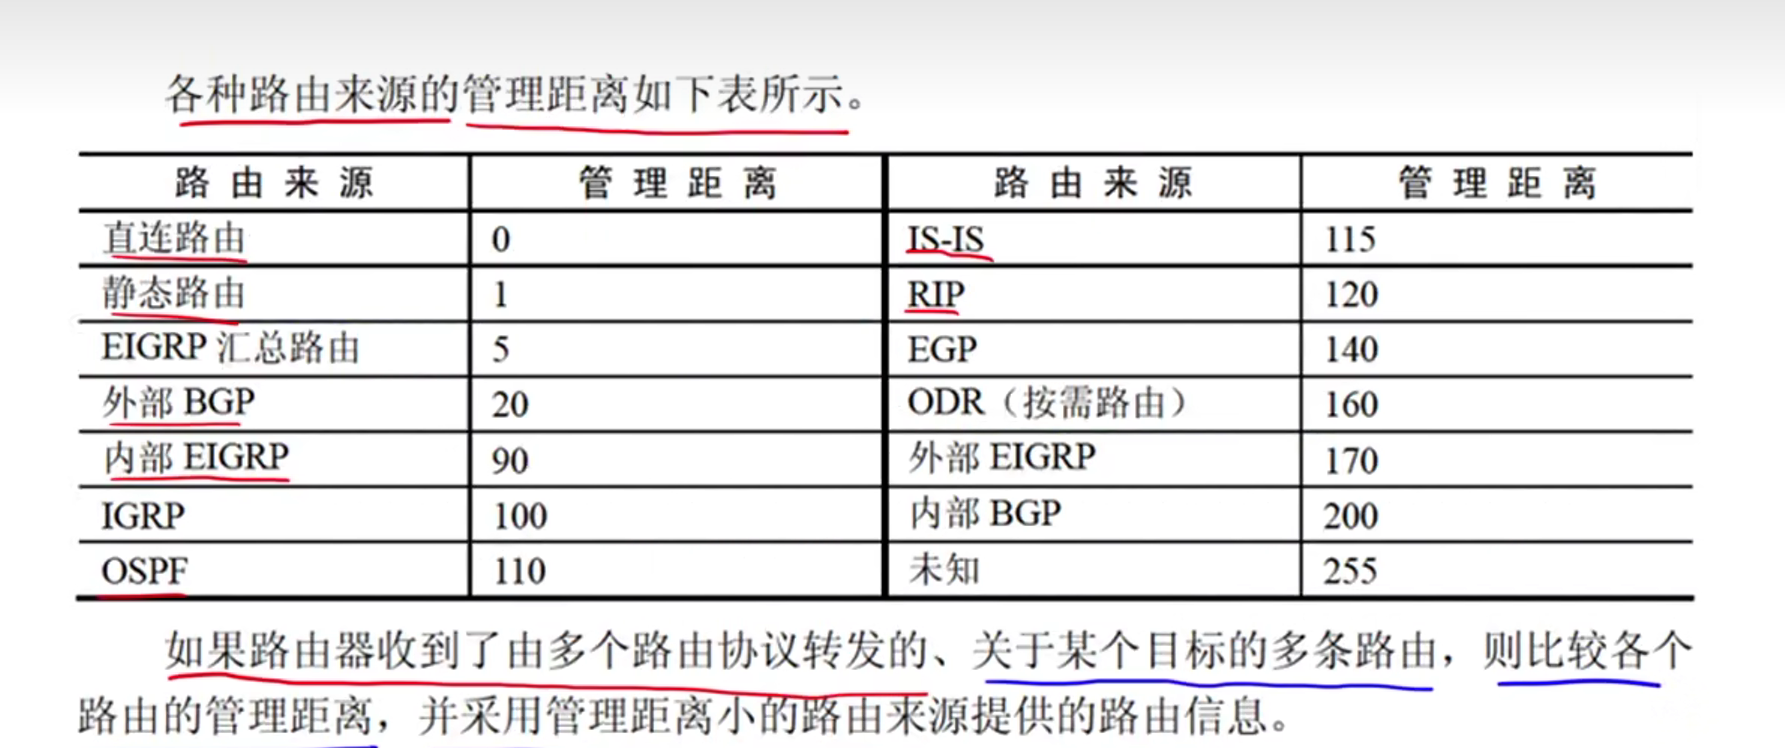 各种路由来源的管理距离如下表所示。
路由来源 管理距离 路由来源 管理距离
直连路由 0 IS-IS 115
静态路由 1 RIP 120
EIGRP 汇总路由 5 EGP 140
外部 BGP 20 ODR（按需路由） 160
内部 EIGRP 90 外部 EIGRP 170
IGRP 100 内部 BGP 200
OSPF 110 未知 255
如果路由器收到了由多个路由协议转发的、关于某个目标的多条路由，则比较各个
路由的管理距离，并采用管理距离小的路由来源提供的路由信息。